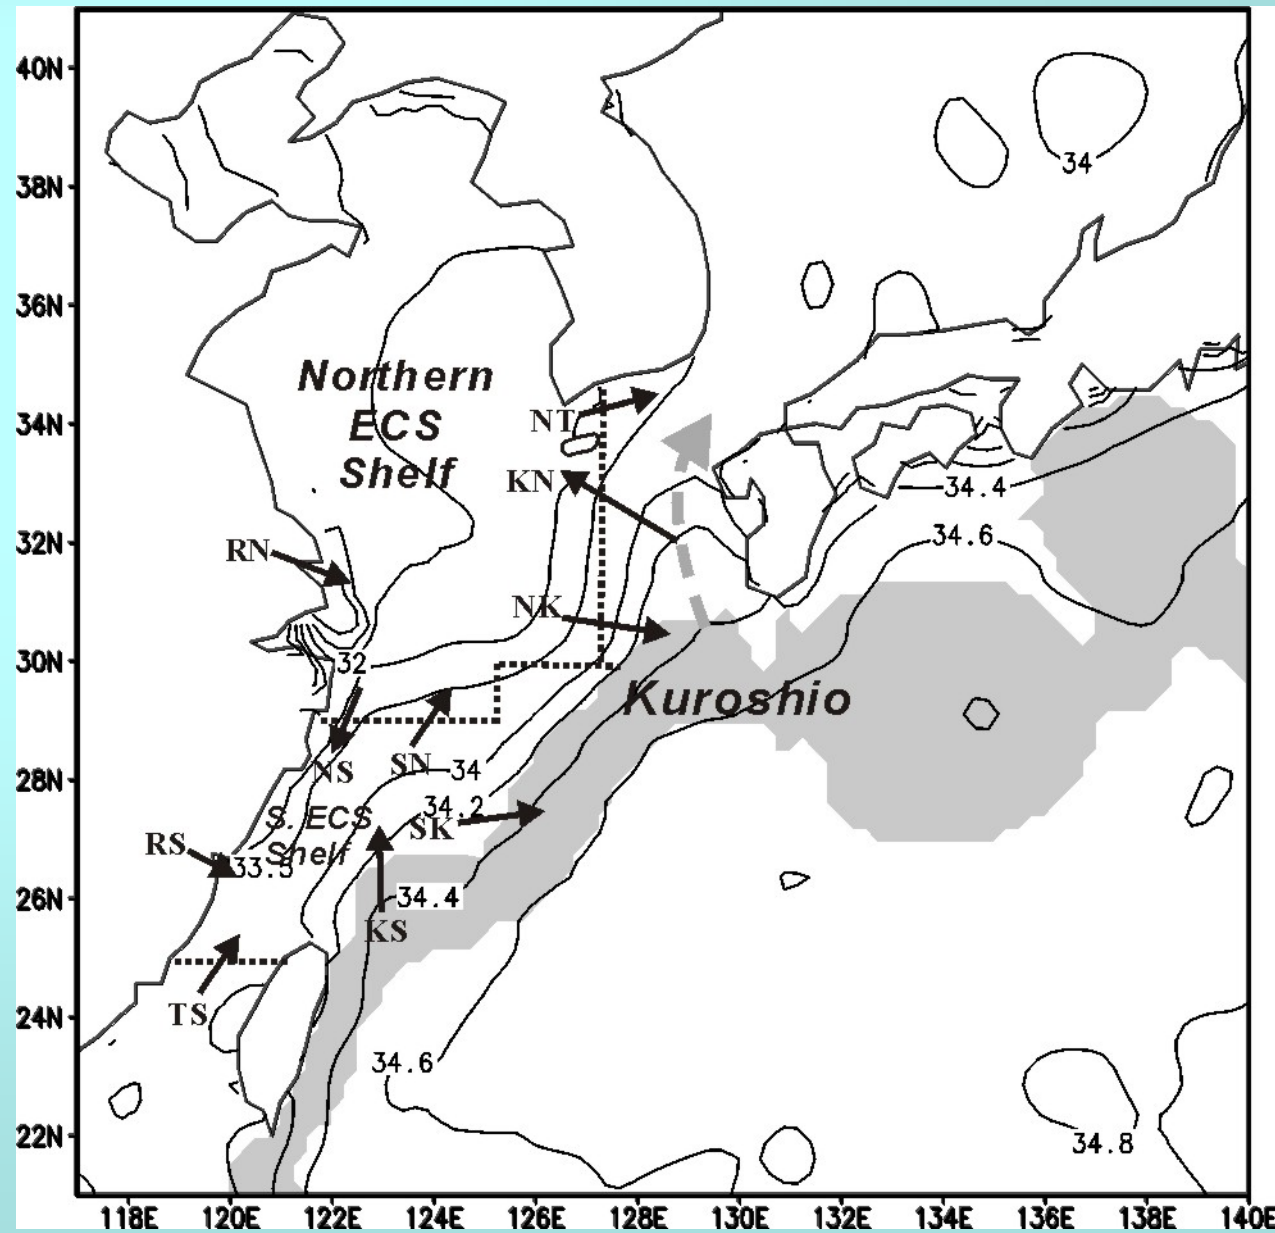 40N
38N
36N
34N
32N
30N
28N
26N
24N
22N
34
Northern
ECS
Shelf
NT
KN
34.4
34.6
RN
NK
32
Kuroshio
NS
SN
34
34.2
S. ECS
Shelf
SK
RS
33.5
34.4
KS
TS
34.6
34.8
118E 120E 122E 124E 126E 128E 130E 132E 134E 136E 138E 140E